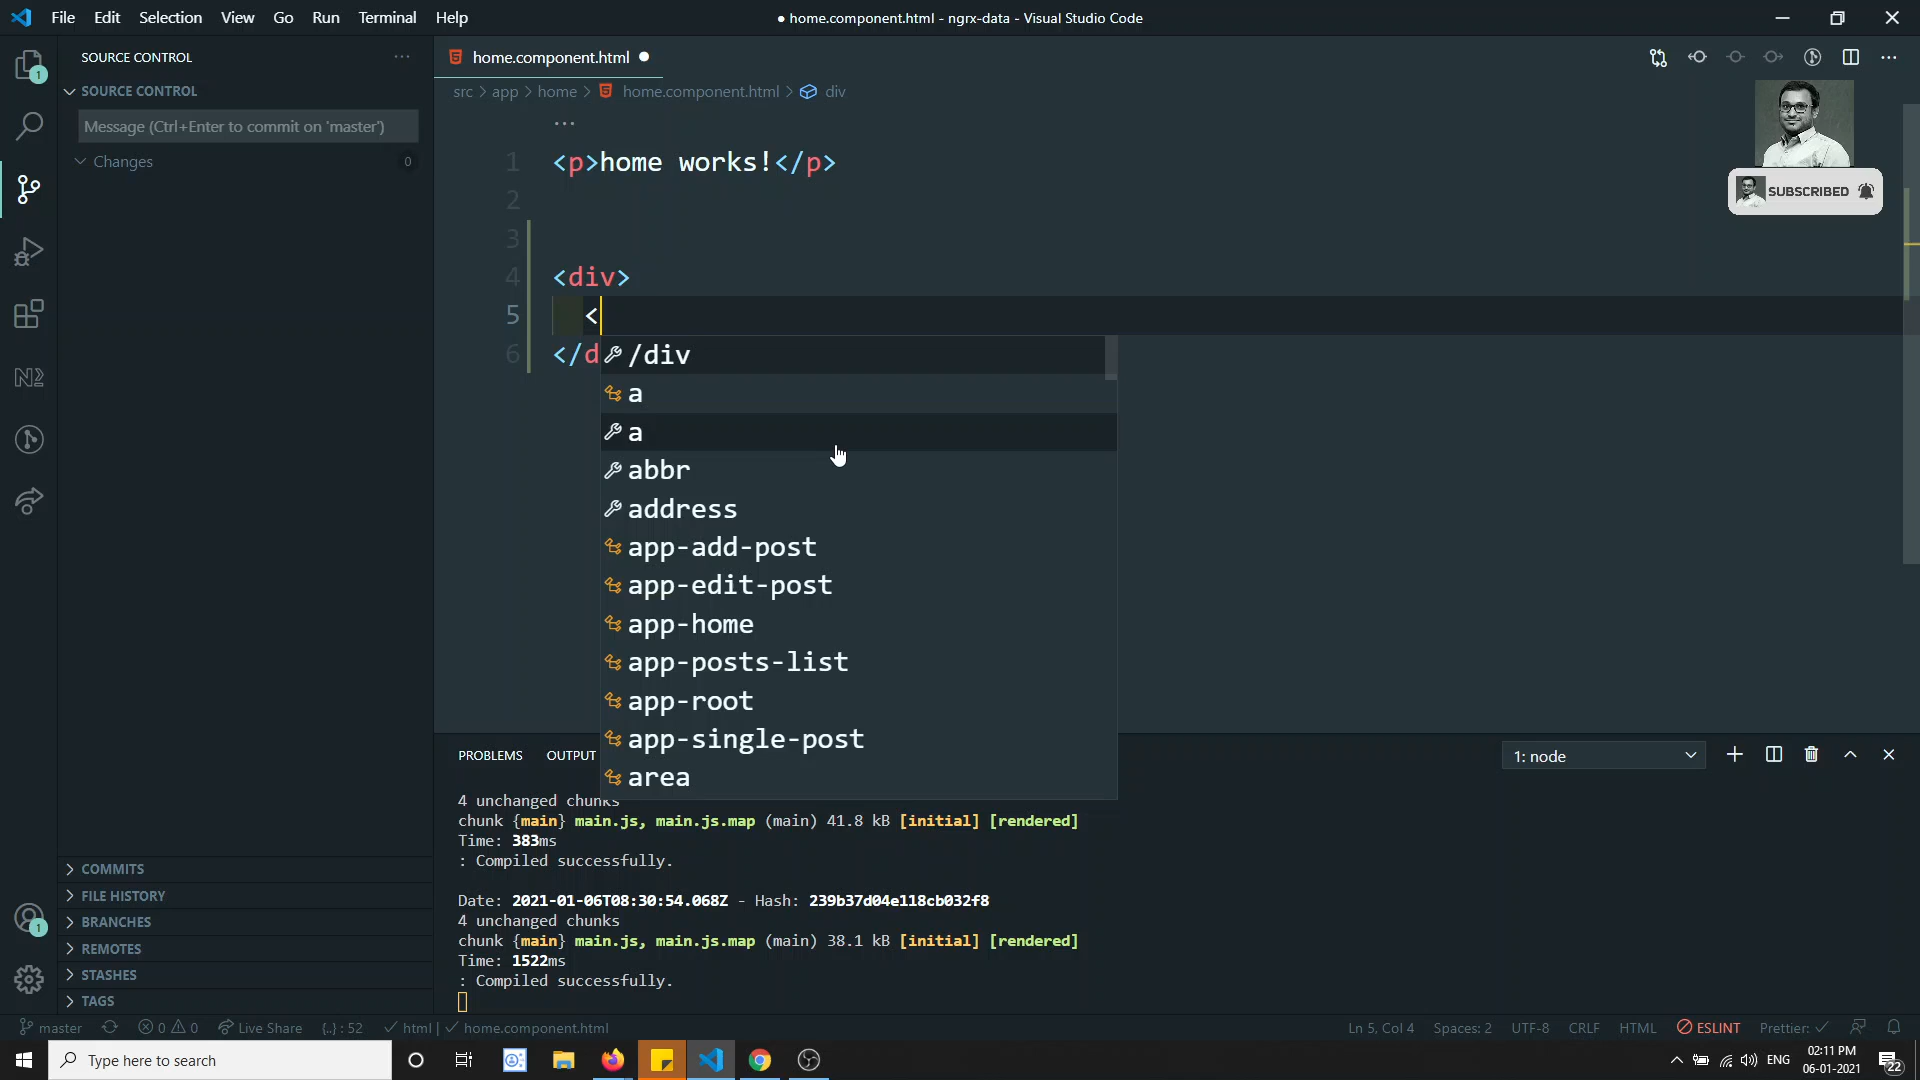 File Edit Selection View Go Run Terminal Help
● home.component.html - ngrx-data - Visual Studio Code
SOURCE CONTROL ...
SOURCE CONTROL
Message (Ctrl+Enter to commit on 'master')
Changes 0
1
home.component.html ●
src > app > home > home.component.html > div
...
1 <p>home works!</p>
2
3
4 <div>
5 <
6 </d
/div
a
a
abbr
address
app-add-post
app-edit-post
app-home
app-posts-list
app-root
app-single-post
area
SUBSCRIBED
PROBLEMS OUTPUT
1: node
4 unchanged chunks
chunk {main} main.js, main.js.map (main) 41.8 kB [initial] [rendered]
Time: 383ms
: Compiled successfully.
Date: 2021-01-06T08:30:54.068Z - Hash: 239b37d04e118cb032f8
4 unchanged chunks
chunk {main} main.js, main.js.map (main) 38.1 kB [initial] [rendered]
Time: 1522ms
: Compiled successfully.
COMMITS
FILE HISTORY
BRANCHES
REMOTES
STASHES
TAGS
1
master 0 0 Live Share {..} : 52 html | home.component.html
Ln 5, Col 4 Spaces: 2 UTF-8 CRLF HTML ESLINT Prettier: ✓
Type here to search
ENG
02:11 PM
06-01-2021
22